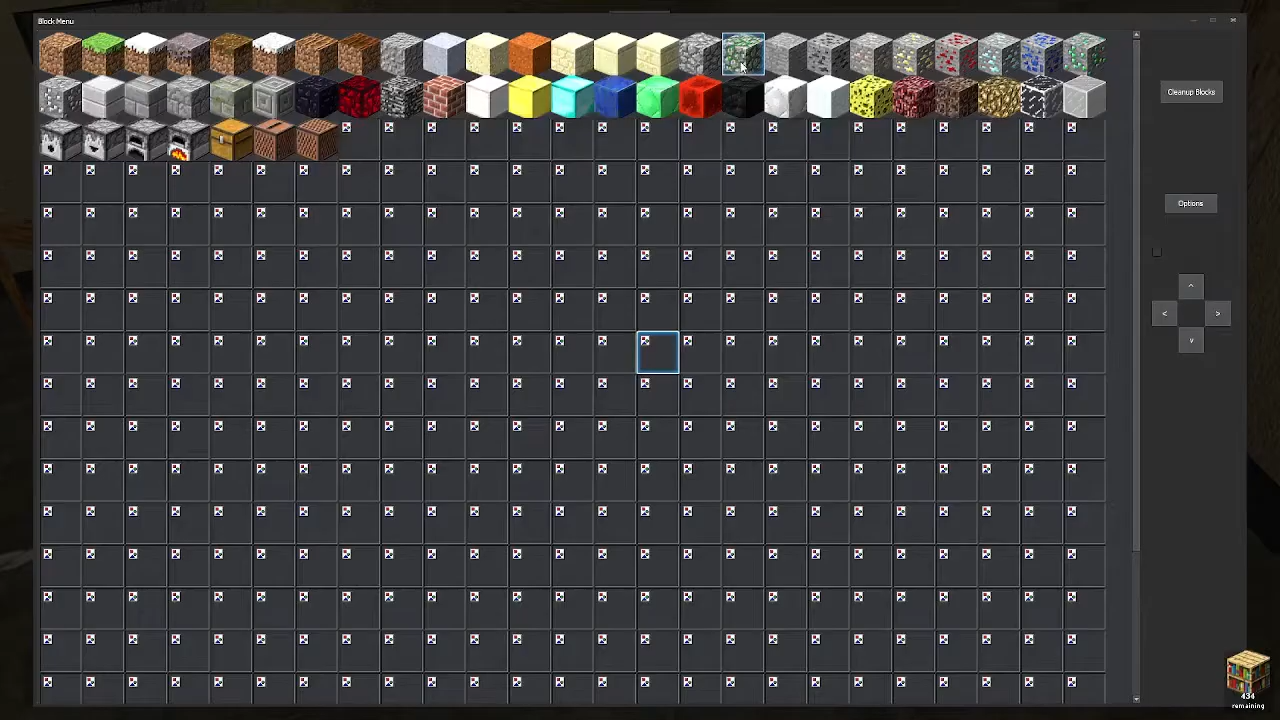 Block Menu
Cleanup Blocks
Options
^
< >
v
434
remaining